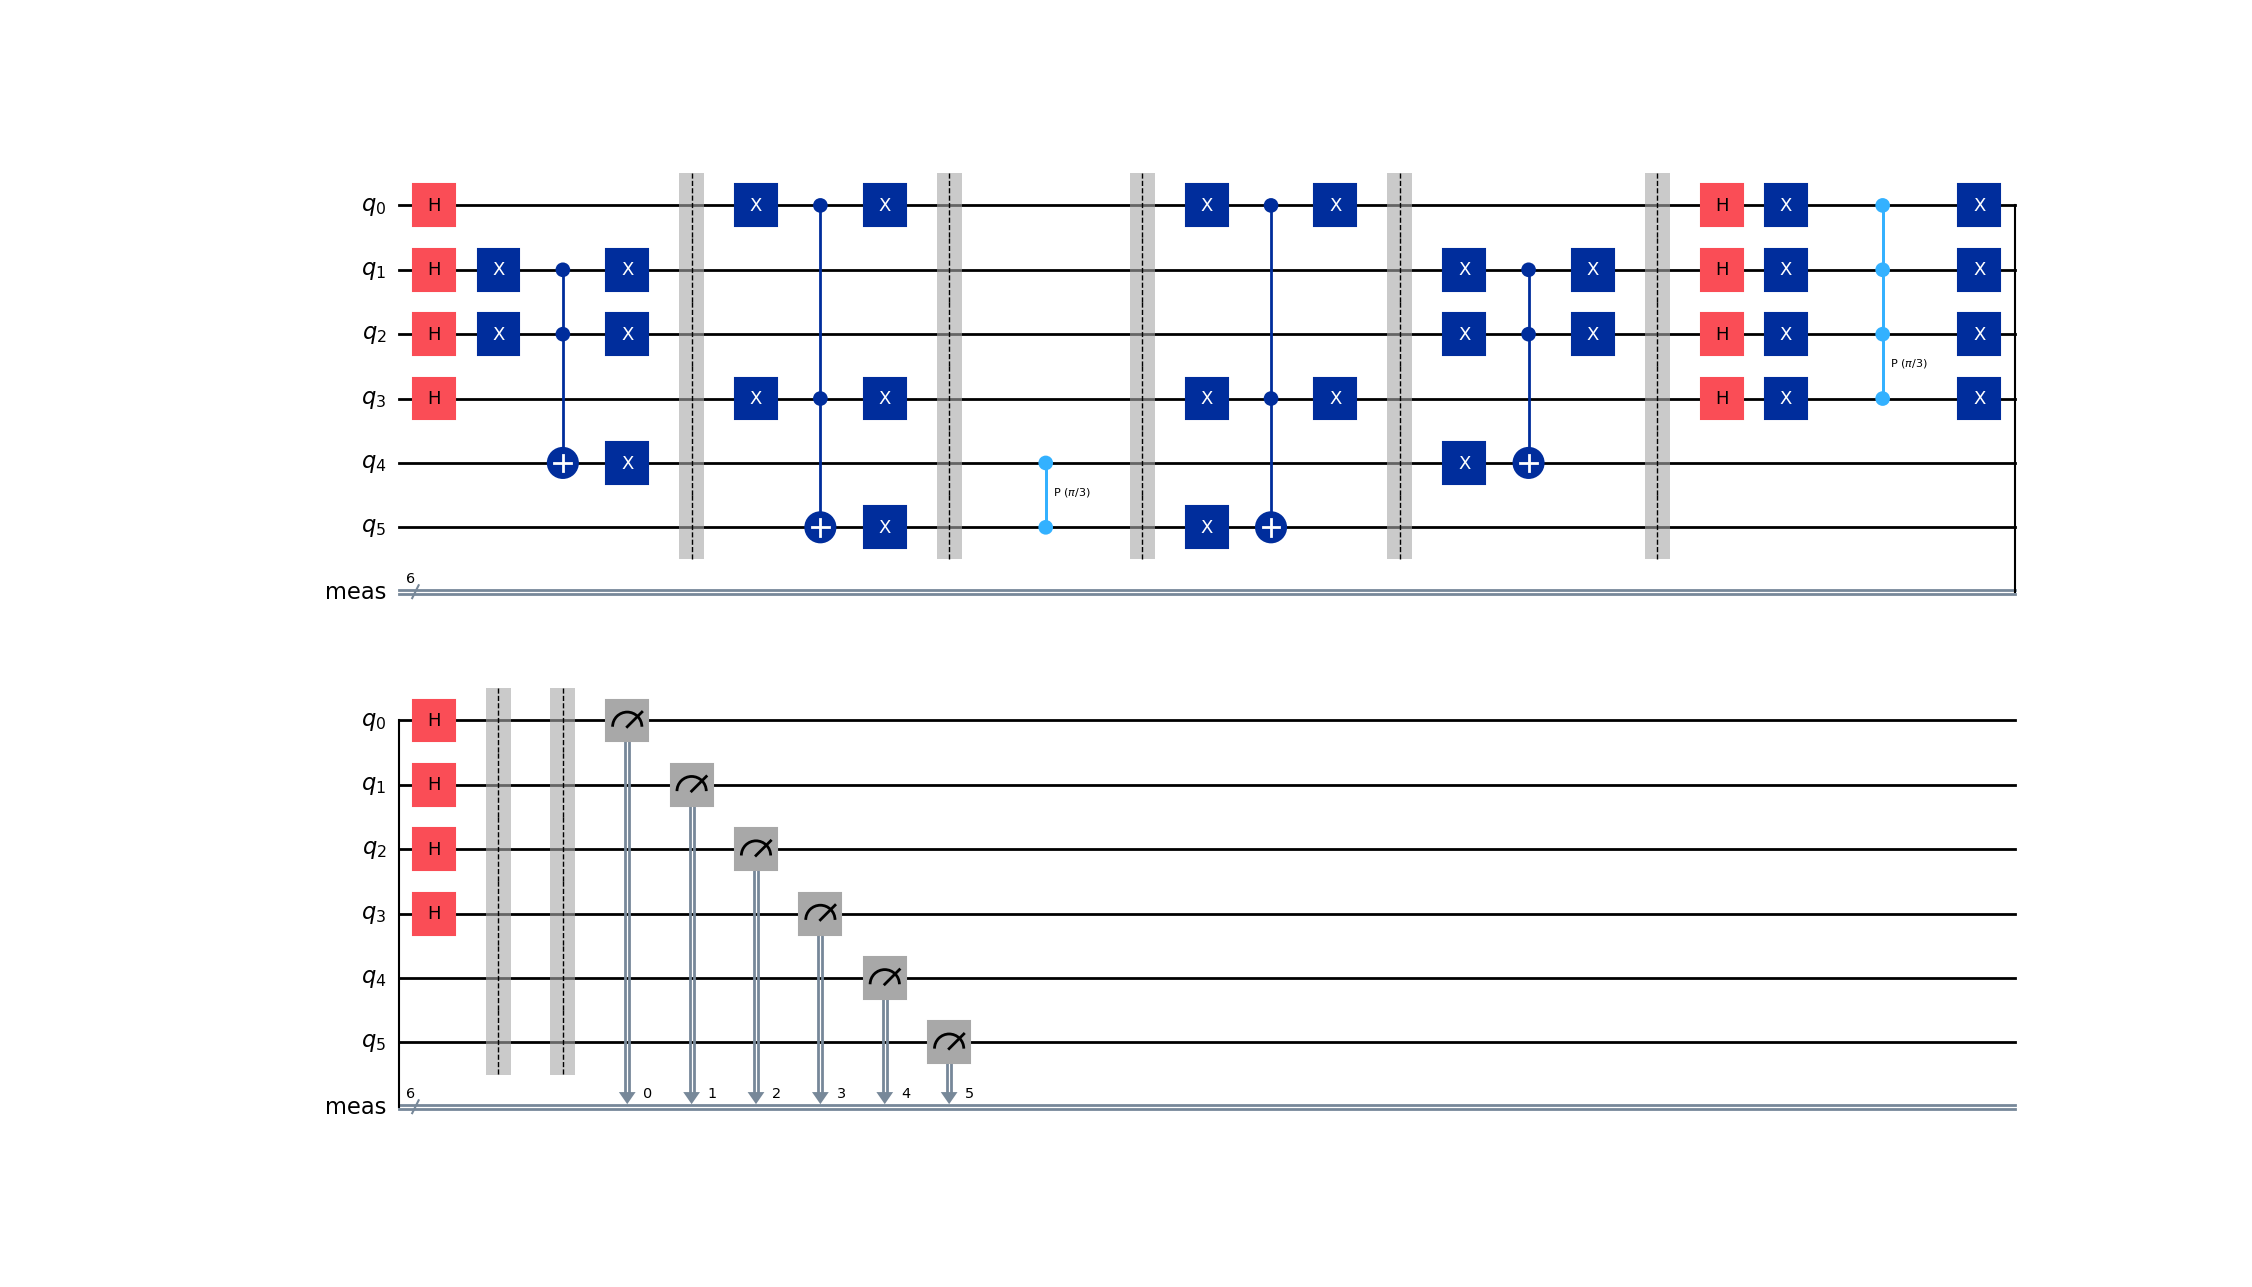 q0 H X X X X H X X
q1 H X X X X H X X
q2 H X X X X H X X
P (π/3)
q3 H X X X X H X X
q4 X X
P (π/3)
q5 X X
6
meas
q0 H
q1 H
q2 H
q3 H
q4
q5
6 0 1 2 3 4 5
meas